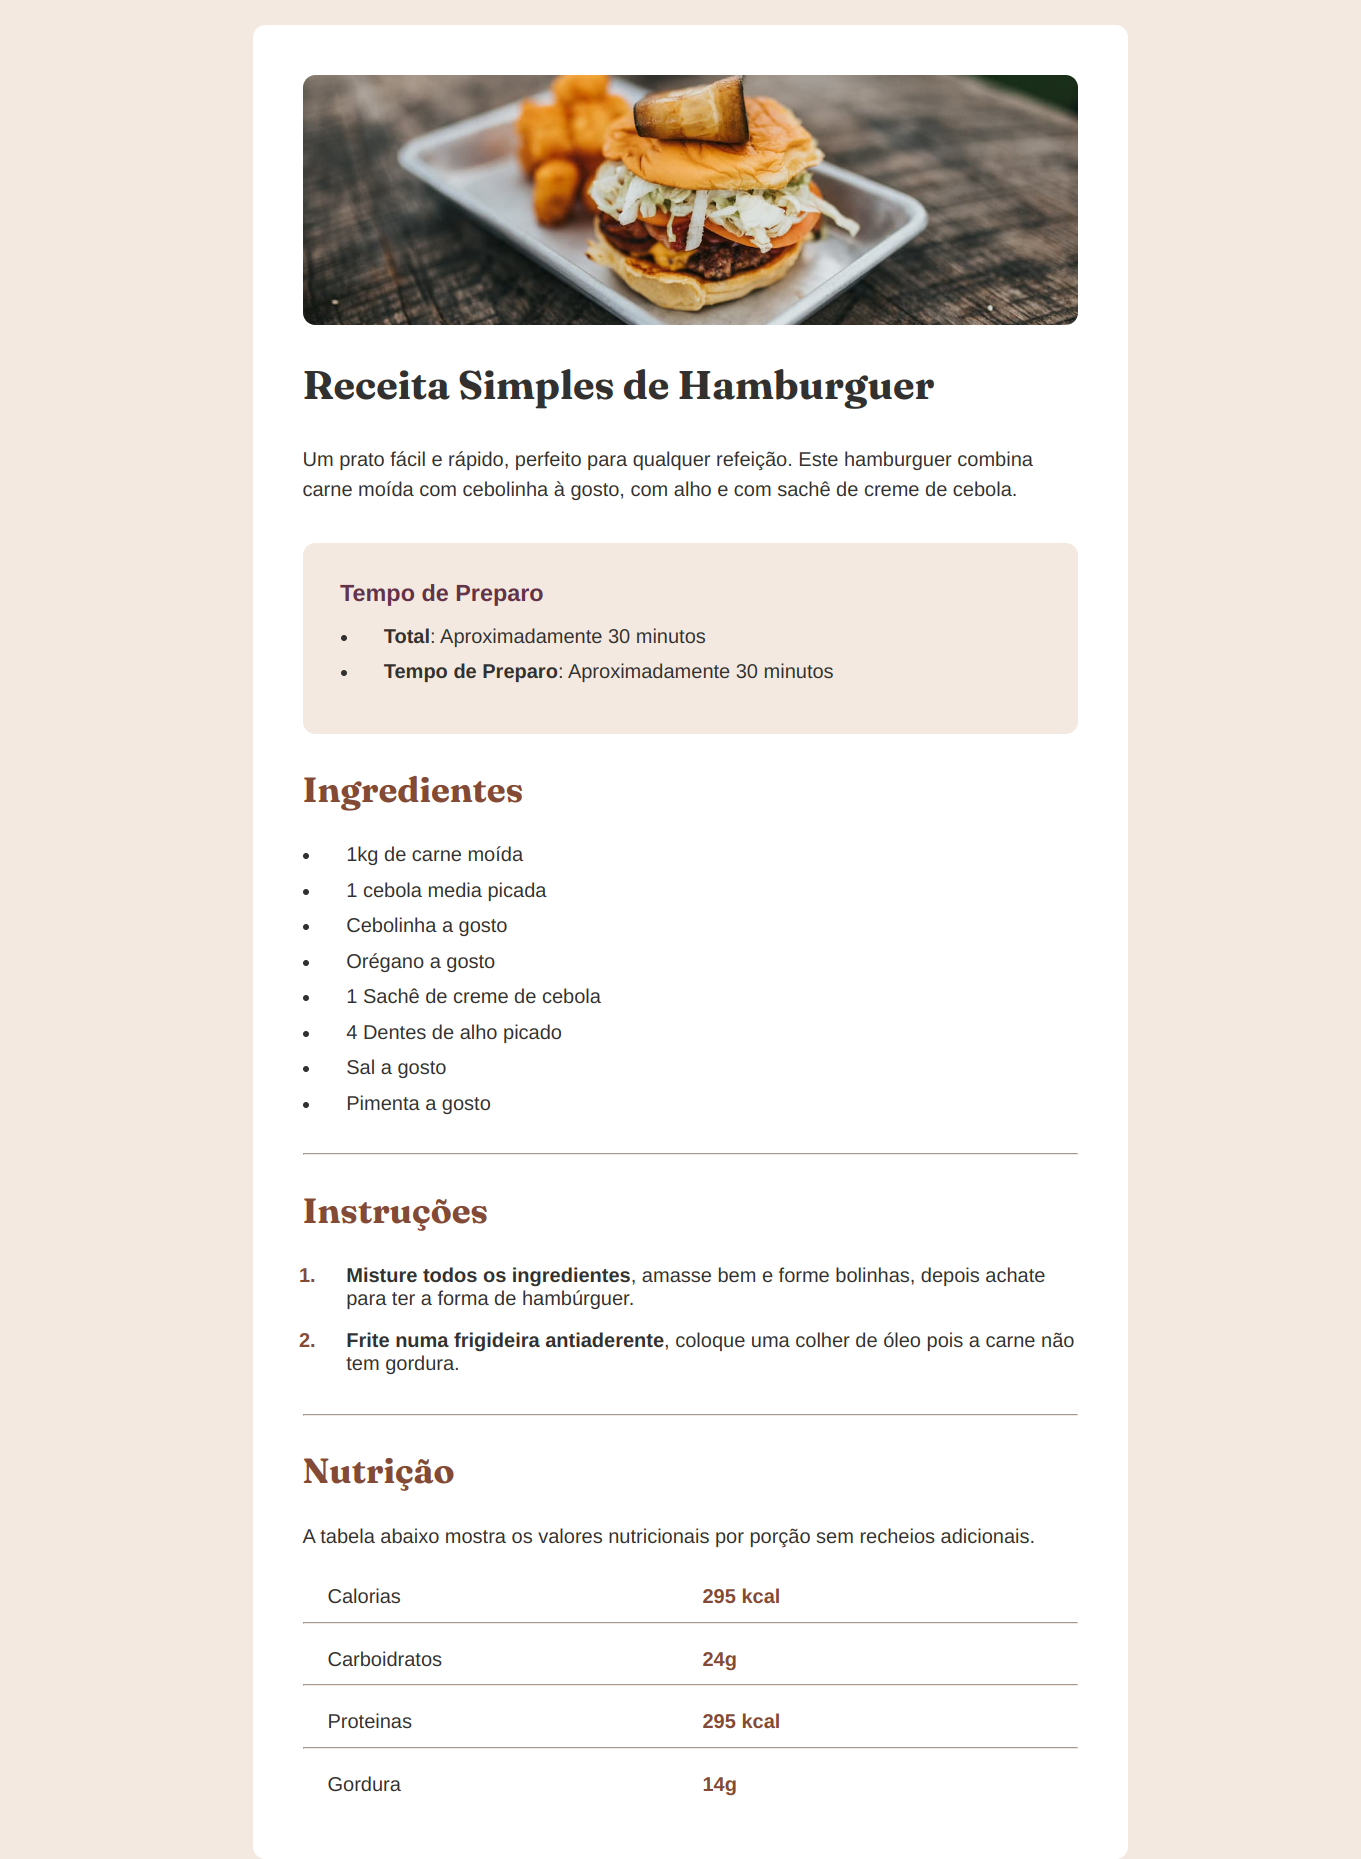 Receita Simples de Hamburguer
Um prato fácil e rápido, perfeito para qualquer refeição. Este hamburguer combina
carne moída com cebolinha à gosto, com alho e com sachê de creme de cebola.
Tempo de Preparo
• Total: Aproximadamente 30 minutos
• Tempo de Preparo: Aproximadamente 30 minutos
Ingredientes
• 1kg de carne moída
• 1 cebola media picada
• Cebolinha a gosto
• Orégano a gosto
• 1 Sachê de creme de cebola
• 4 Dentes de alho picado
• Sal a gosto
• Pimenta a gosto
Instruções
1. Misture todos os ingredientes, amasse bem e forme bolinhas, depois achate
para ter a forma de hambúrguer.
2. Frite numa frigideira antiaderente, coloque uma colher de óleo pois a carne não
tem gordura.
Nutrição
A tabela abaixo mostra os valores nutricionais por porção sem recheios adicionais.
Calorias 295 kcal
Carboidratos 24g
Proteinas 295 kcal
Gordura 14g